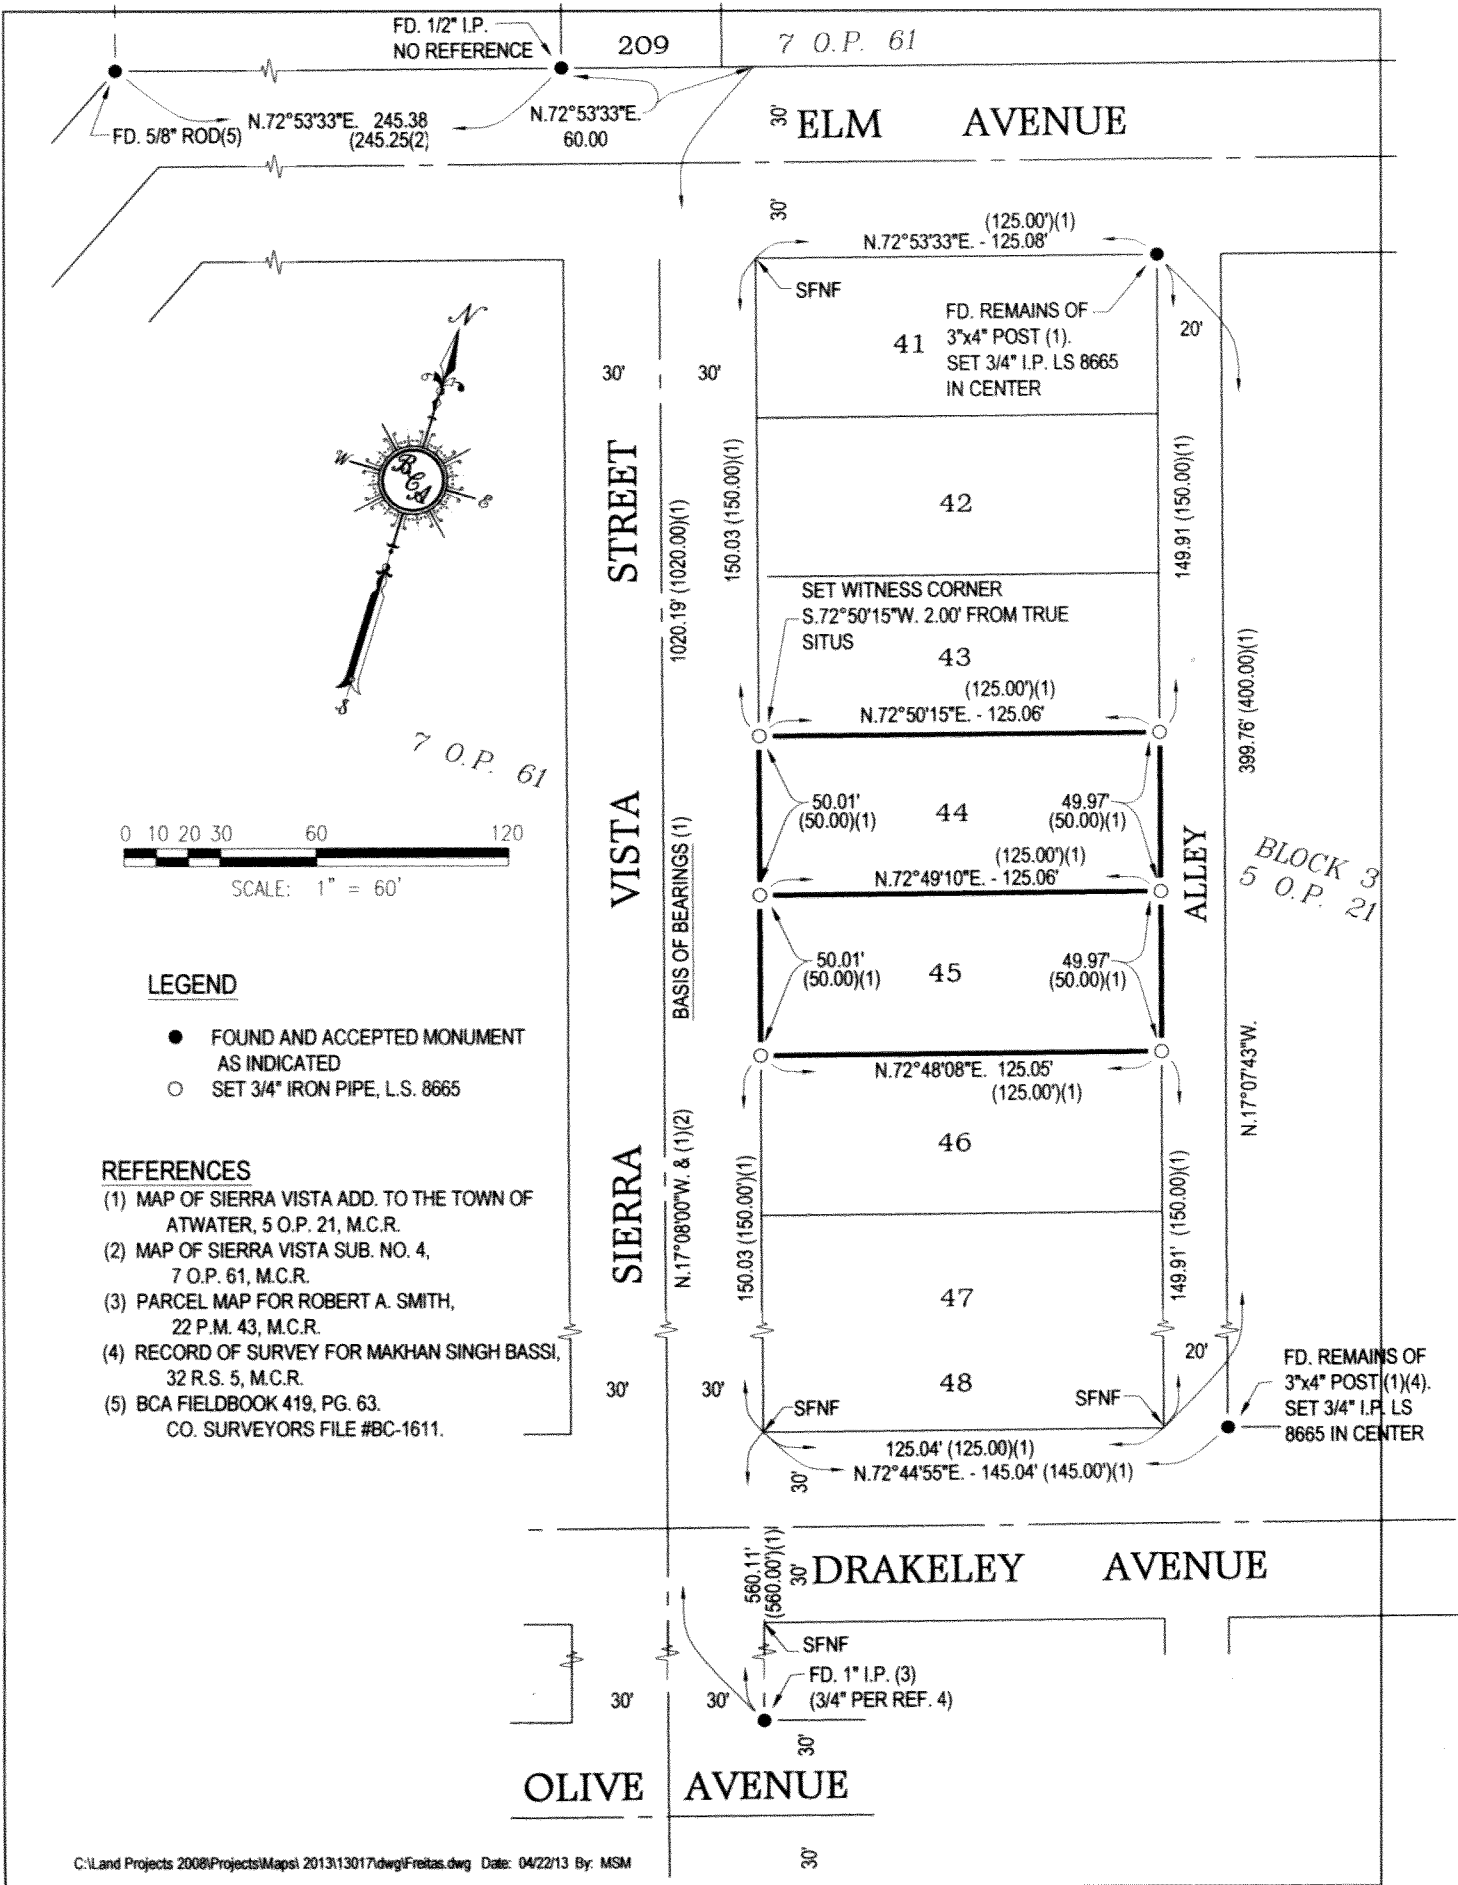 FD. 1/2" I.P.
NO REFERENCE
209
7 O.P. 61
FD. 5/8" ROD(5)
N.72°53'33"E. 245.38
(245.25(2)
N.72°53'33"E.
60.00
30'
ELM AVENUE
30'
(125.00')(1)
N.72°53'33"E. - 125.08'
SFNF
41
FD. REMAINS OF
3"x4" POST (1).
SET 3/4" I.P. LS 8665
IN CENTER
20'
N
W
E
S
BCA
30'
30'
STREET
1020.19' (1020.00)(1)
150.03 (150.00)(1)
149.91 (150.00)(1)
42
SET WITNESS CORNER
S.72°50'15"W. 2.00' FROM TRUE
SITUS
43
(125.00')(1)
N.72°50'15"E. - 125.06'
399.76' (400.00)(1)
7 O.P. 61
0 10 20 30 60 120
SCALE: 1" = 60'
VISTA
BASIS OF BEARINGS (1)
50.01'
(50.00)(1)
44
49.97'
(50.00)(1)
(125.00')(1)
N.72°49'10"E. - 125.06'
ALLEY
BLOCK 3
5 O.P. 21
50.01'
(50.00)(1)
45
49.97'
(50.00)(1)
N.72°48'08"E. 125.05'
(125.00')(1)
N.17°07'43"W.
LEGEND
FOUND AND ACCEPTED MONUMENT
AS INDICATED
SET 3/4" IRON PIPE, L.S. 8665
REFERENCES
(1) MAP OF SIERRA VISTA ADD. TO THE TOWN OF
ATWATER, 5 O.P. 21, M.C.R.
(2) MAP OF SIERRA VISTA SUB. NO. 4,
7 O.P. 61, M.C.R.
(3) PARCEL MAP FOR ROBERT A. SMITH,
22 P.M. 43, M.C.R.
(4) RECORD OF SURVEY FOR MAKHAN SINGH BASSI,
32 R.S. 5, M.C.R.
(5) BCA FIELDBOOK 419, PG. 63.
CO. SURVEYORS FILE #BC-1611.
SIERRA
N.17°08'00"W. & (1)(2)
150.03 (150.00')(1)
46
149.91' (150.00)(1)
47
20'
30'
30'
48
SFNF
SFNF
FD. REMAINS OF
3"x4" POST (1)(4).
SET 3/4" I.P. LS
8665 IN CENTER
125.04' (125.00)(1)
N.72°44'55"E. - 145.04' (145.00')(1)
30'
560.11'
(560.00')(1)
30'
DRAKELEY AVENUE
SFNF
FD. 1" I.P. (3)
(3/4" PER REF. 4)
30'
30'
30'
OLIVE AVENUE
30'
C:\Land Projects 2008\Projects\Maps\ 2013\13017\dwg\Freitas.dwg Date: 04/22/13 By: MSM